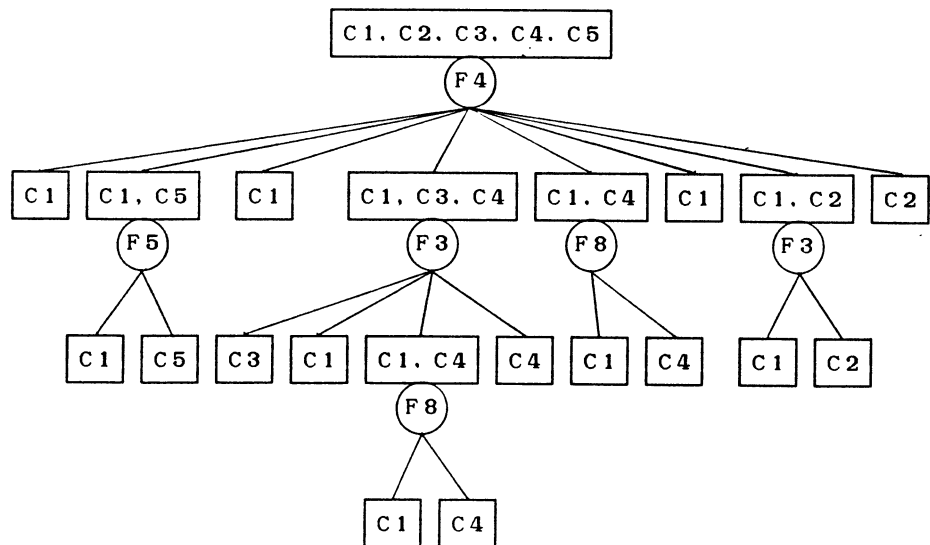 C1. C2. C3. C4. C5
F4
C1 C1, C5 C1 C1, C3. C4 C1. C4 C1 C1. C2 C2
F5 F3 F8 F3
C1 C5 C3 C1 C1. C4 C4 C1 C4 C1 C2
F8
C1 C4